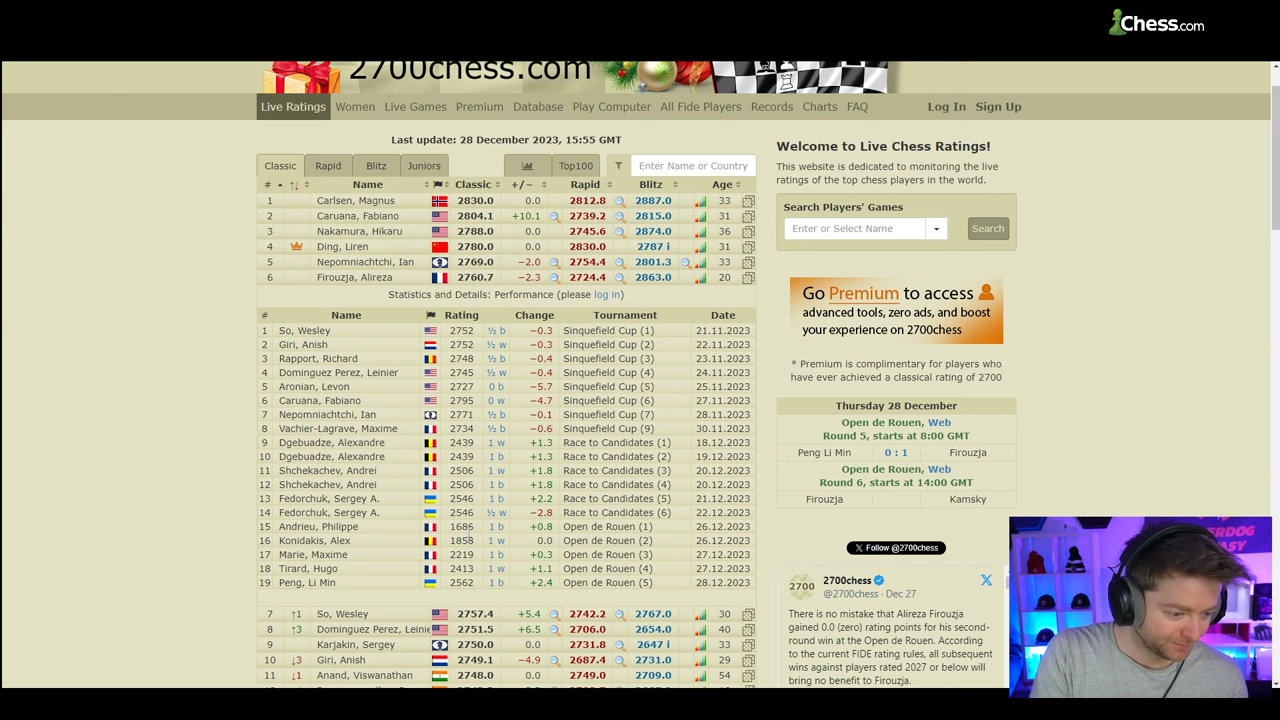 Chess.com
2700chess.com
Live Ratings Women Live Games Premium Database Play Computer All Fide Players Records Charts FAQ Log In Sign Up
Last update: 28 December 2023, 15:55 GMT
Classic Rapid Blitz Juniors Top100 Enter Name or Country
# Name Classic +/− Rapid Blitz Age
1 Carlsen, Magnus 2830.0 0.0 2812.8 2887.0 33
2 Caruana, Fabiano 2804.1 +10.1 2739.2 2815.0 31
3 Nakamura, Hikaru 2788.0 0.0 2745.6 2874.0 36
4 Ding, Liren 2780.0 0.0 2830.0 2787 i 31
5 Nepomniachtchi, Ian 2769.0 −2.0 2754.4 2801.3 33
6 Firouzja, Alireza 2760.7 −2.3 2724.4 2863.0 20
Statistics and Details: Performance (please log in)
# Name Rating Change Tournament Date
1 So, Wesley 2752 ½ b −0.3 Sinquefield Cup (1) 21.11.2023
2 Giri, Anish 2752 ½ w −0.3 Sinquefield Cup (2) 22.11.2023
3 Rapport, Richard 2748 ½ b −0.4 Sinquefield Cup (3) 23.11.2023
4 Dominguez Perez, Leinier 2745 ½ w −0.4 Sinquefield Cup (4) 24.11.2023
5 Aronian, Levon 2727 0 b −5.7 Sinquefield Cup (5) 25.11.2023
6 Caruana, Fabiano 2795 0 w −4.7 Sinquefield Cup (6) 26.11.2023
7 Nepomniachtchi, Ian 2771 ½ b −0.1 Sinquefield Cup (7) 28.11.2023
8 Vachier-Lagrave, Maxime 2734 ½ w −0.6 Sinquefield Cup (9) 30.11.2023
9 Dgebuadze, Alexandre 2439 1 w +1.3 Race to Candidates (1) 18.12.2023
10 Dgebuadze, Alexandre 2439 1 b +1.3 Race to Candidates (2) 19.12.2023
11 Shchekachev, Andrei 2506 1 w +1.8 Race to Candidates (3) 20.12.2023
12 Shchekachev, Andrei 2506 1 b +1.8 Race to Candidates (4) 20.12.2023
13 Fedorchuk, Sergey A. 2546 1 b +2.2 Race to Candidates (5) 21.12.2023
14 Fedorchuk, Sergey A. 2546 ½ w −2.8 Race to Candidates (6) 22.12.2023
15 Andrieu, Philippe 1686 1 b +0.8 Open de Rouen (1) 26.12.2023
16 Konidakis, Alex 1858 1 w 0.0 Open de Rouen (2) 26.12.2023
17 Marie, Maxime 2219 1 b +0.3 Open de Rouen (3) 27.12.2023
18 Tirard, Hugo 2413 1 w +1.1 Open de Rouen (4) 27.12.2023
19 Peng, Li Min 2562 1 b +2.4 Open de Rouen (5) 28.12.2023
7 ↑1 So, Wesley 2757.4 +5.4 2742.2 2767.0 30
8 ↑3 Dominguez Perez, Leinie 2751.5 +6.5 2706.0 2654.0 40
9 Karjakin, Sergey 2750.0 0.0 2731.8 2647 i 33
10 ↓3 Giri, Anish 2749.1 −4.9 2687.4 2731.0 29
11 ↓1 Anand, Viswanathan 2748.0 0.0 2749.0 2709.0 54
Welcome to Live Chess Ratings!
This website is dedicated to monitoring the live
ratings of the top chess players in the world.
Search Players' Games
Enter or Select Name Search
Go Premium to access
advanced tools, zero ads, and
boost your experience on 2700chess
* Premium is complimentary for players who
have ever achieved a classical rating of 2700
Thursday 28 December
Open de Rouen, Web
Round 5, starts at 8:00 GMT
Peng Li Min 0 : 1 Firouzja
Open de Rouen, Web
Round 6, starts at 14:00 GMT
Firouzja Kamsky
X Follow @2700chess
2700 2700chess
@2700chess · Dec 27
There is no mistake that Alireza Firouzja
gained 0.0 (zero) rating points for his second-
round win at the Open de Rouen. According
to the current FIDE rating rules, all subsequent
wins against players rated 2027 or below will
bring no benefit to Firouzja.